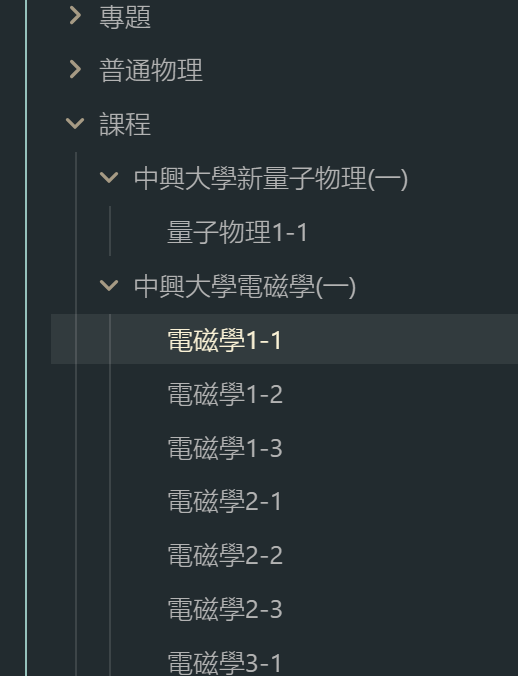 專題
普通物理
課程
中興大學新量子物理(一)
量子物理1-1
中興大學電磁學(一)
電磁學1-1
電磁學1-2
電磁學1-3
電磁學2-1
電磁學2-2
電磁學2-3
電磁學3-1